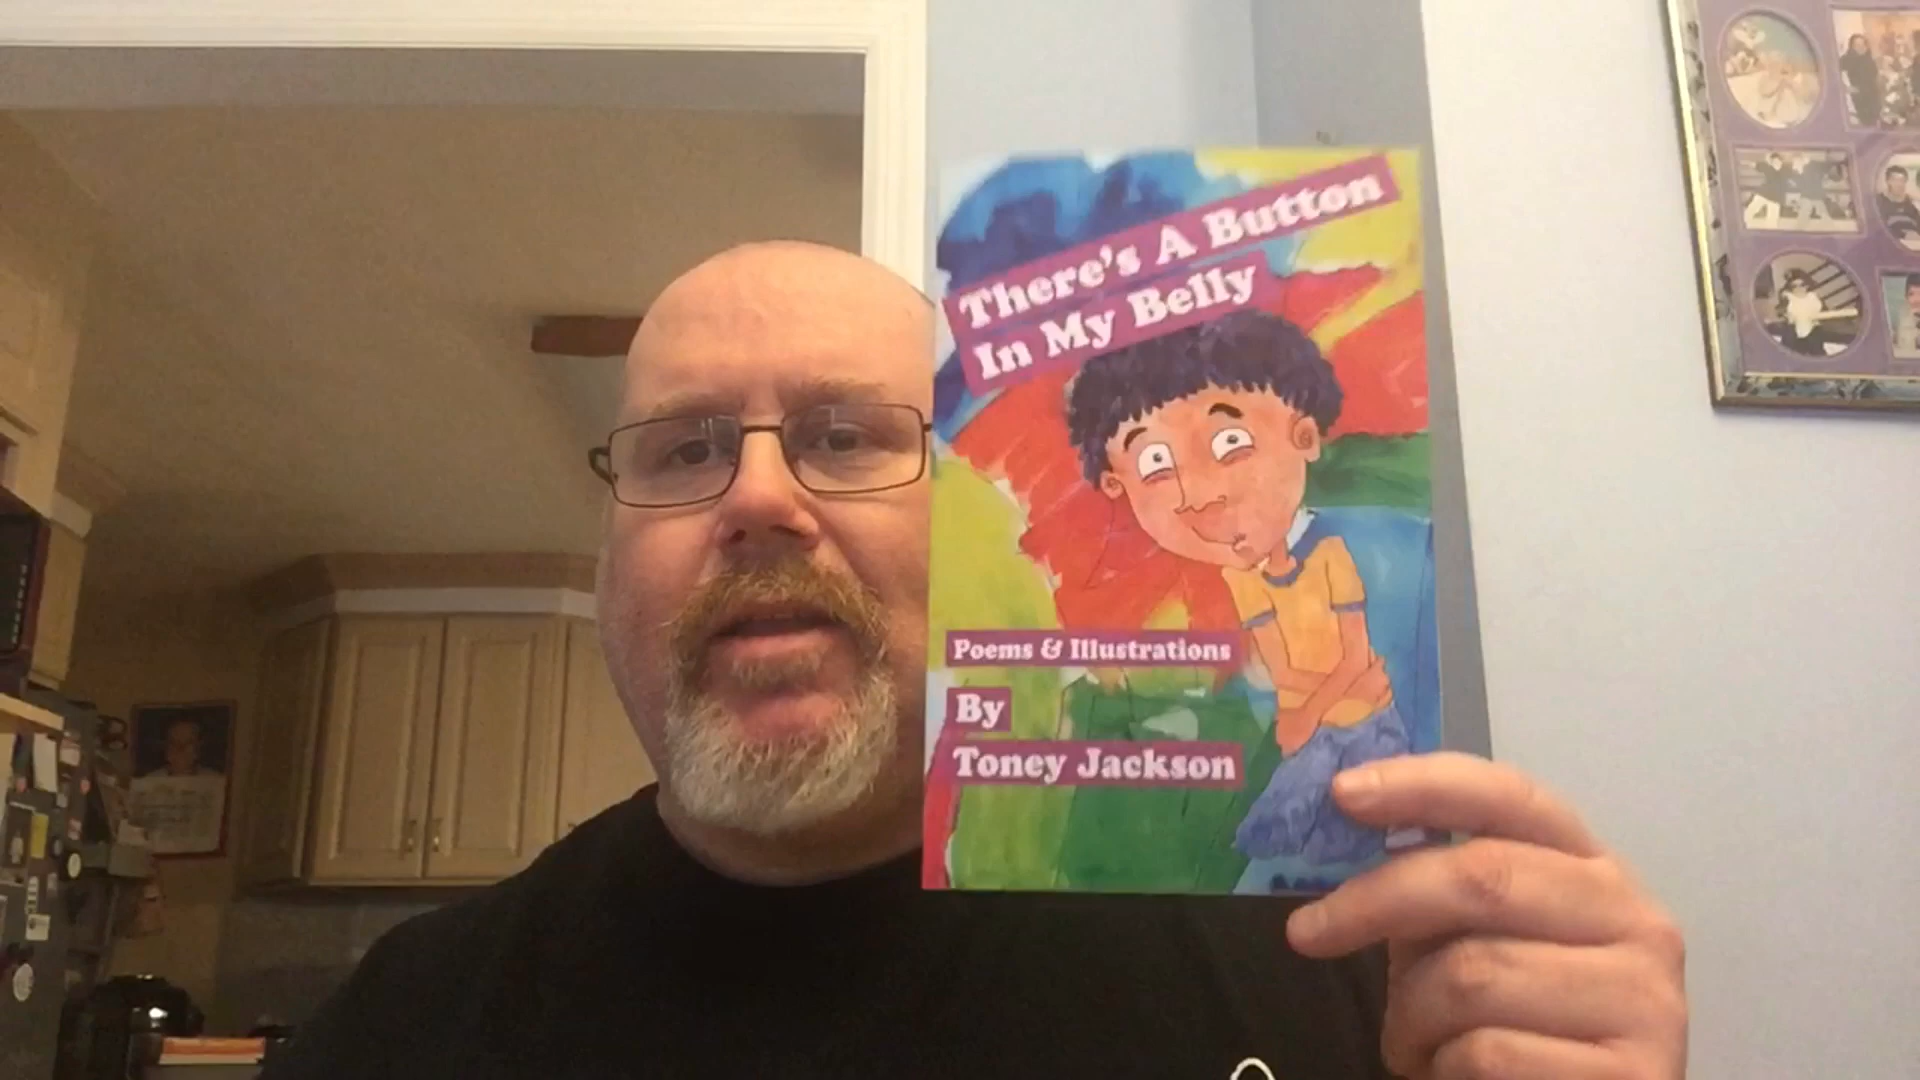 There's A Button
In My Belly
Poems & Illustrations
By
Toney Jackson